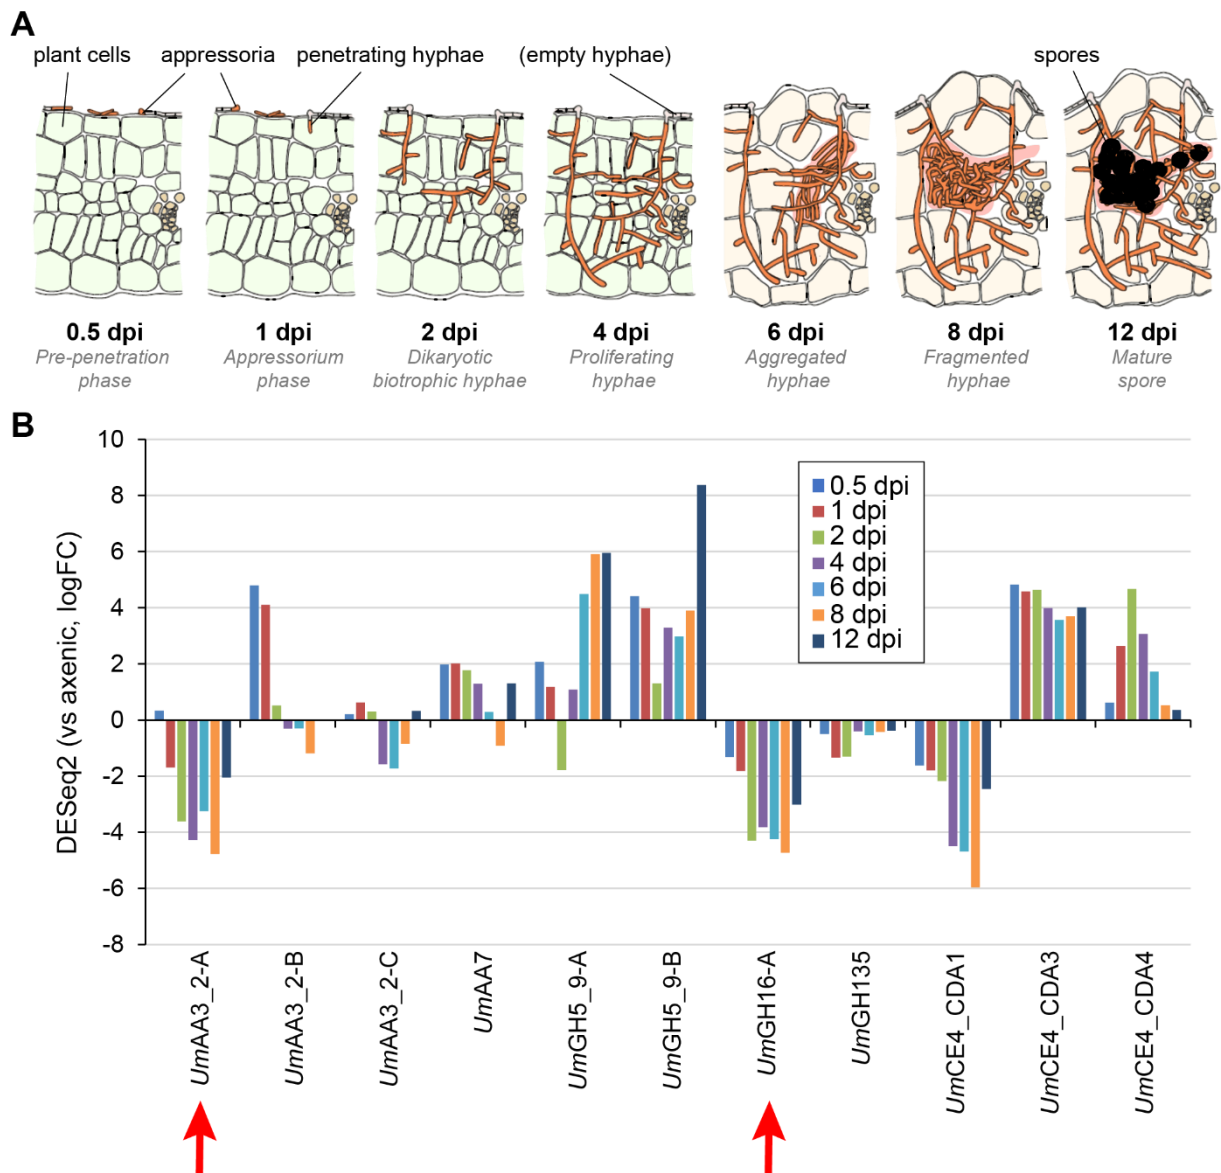 A
plant cells appressoria penetrating hyphae (empty hyphae) spores
0.5 dpi 1 dpi 2 dpi 4 dpi 6 dpi 8 dpi 12 dpi
Pre-penetration Appressorium Dikaryotic Proliferating Aggregated Fragmented Mature
phase phase biotrophic hyphae hyphae hyphae hyphae spore
B
DESeq2 (vs axenic, logFC)
10
8
6
4
2
0
-2
-4
-6
-8
0.5 dpi
1 dpi
2 dpi
4 dpi
6 dpi
8 dpi
12 dpi
UmAA3_2-A
UmAA3_2-B
UmAA3_2-C
UmAA7
UmGH5_9-A
UmGH5_9-B
UmGH16-A
UmGH135
UmCE4_CDA1
UmCE4_CDA3
UmCE4_CDA4